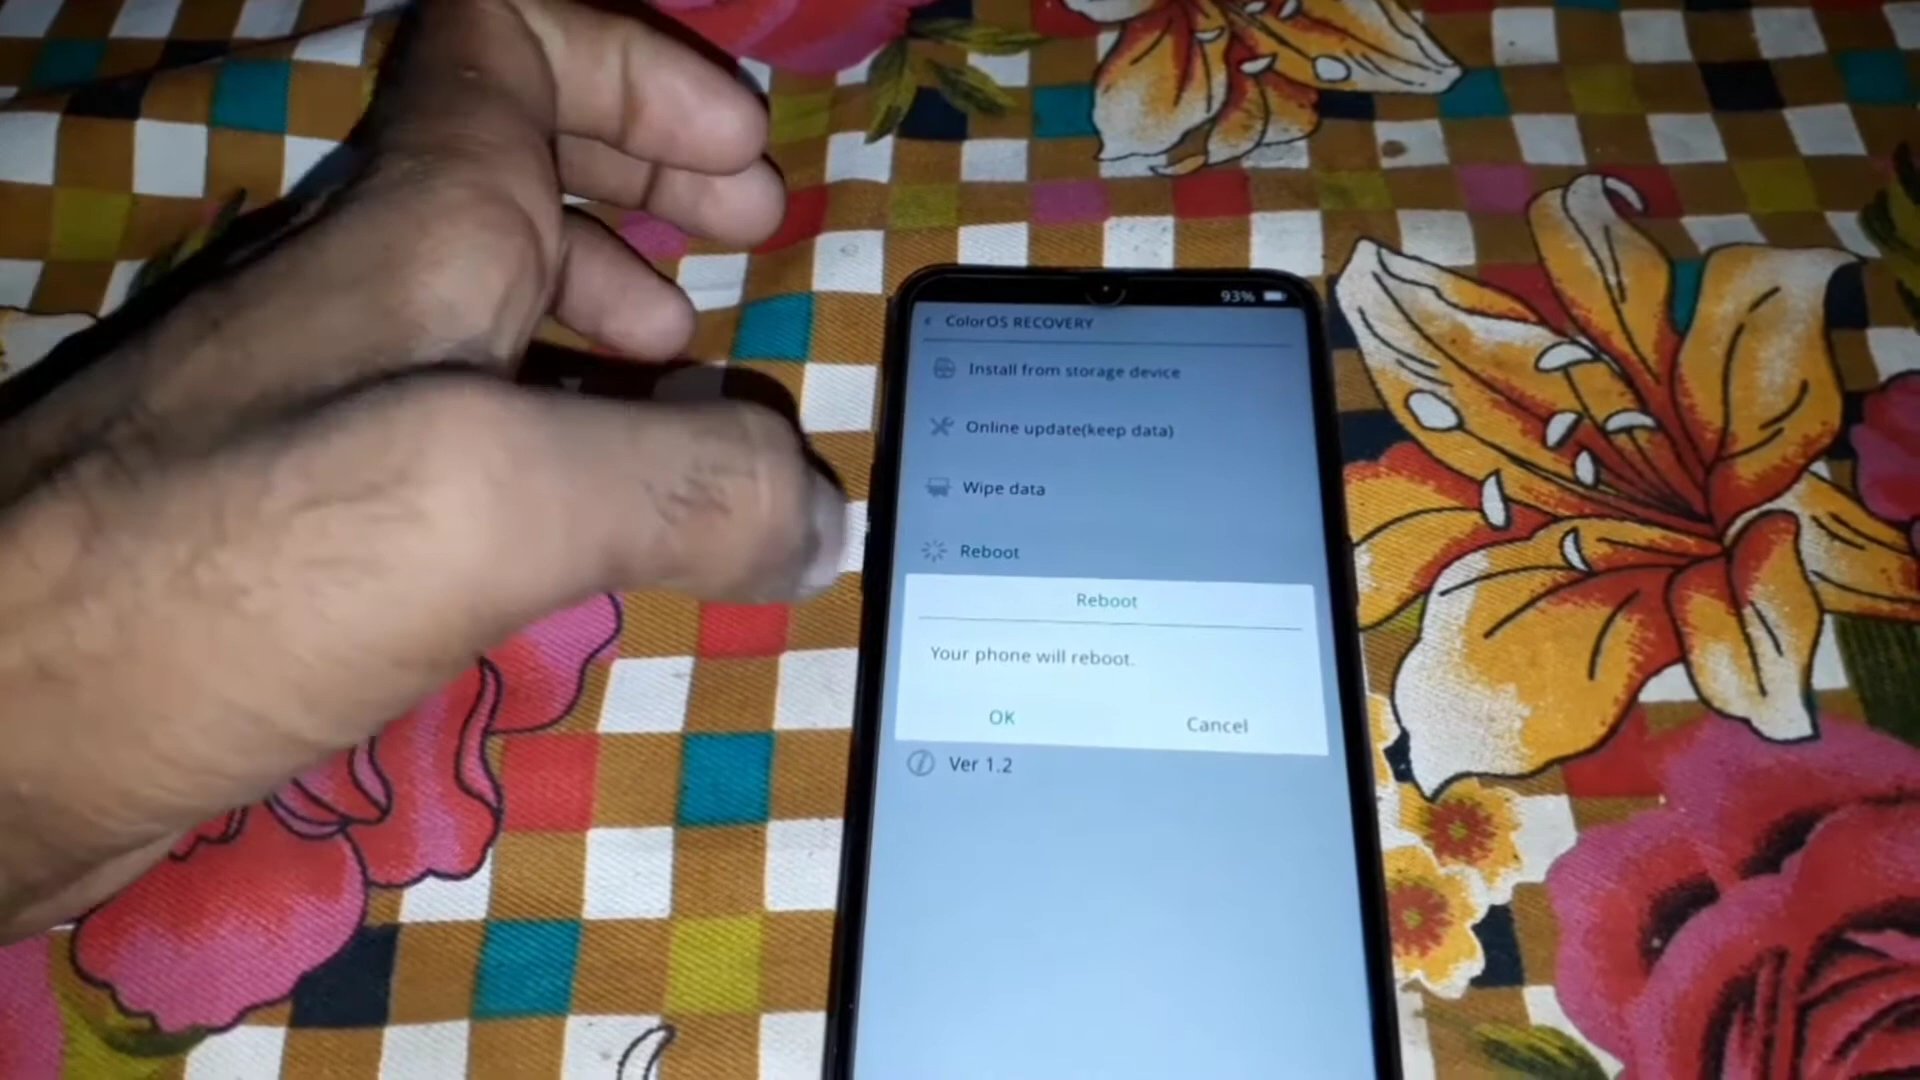 93%
ColorOS RECOVERY
Install from storage device
Online update(keep data)
Wipe data
Reboot
Reboot
Your phone will reboot.
OK
Cancel
Ver 1.2